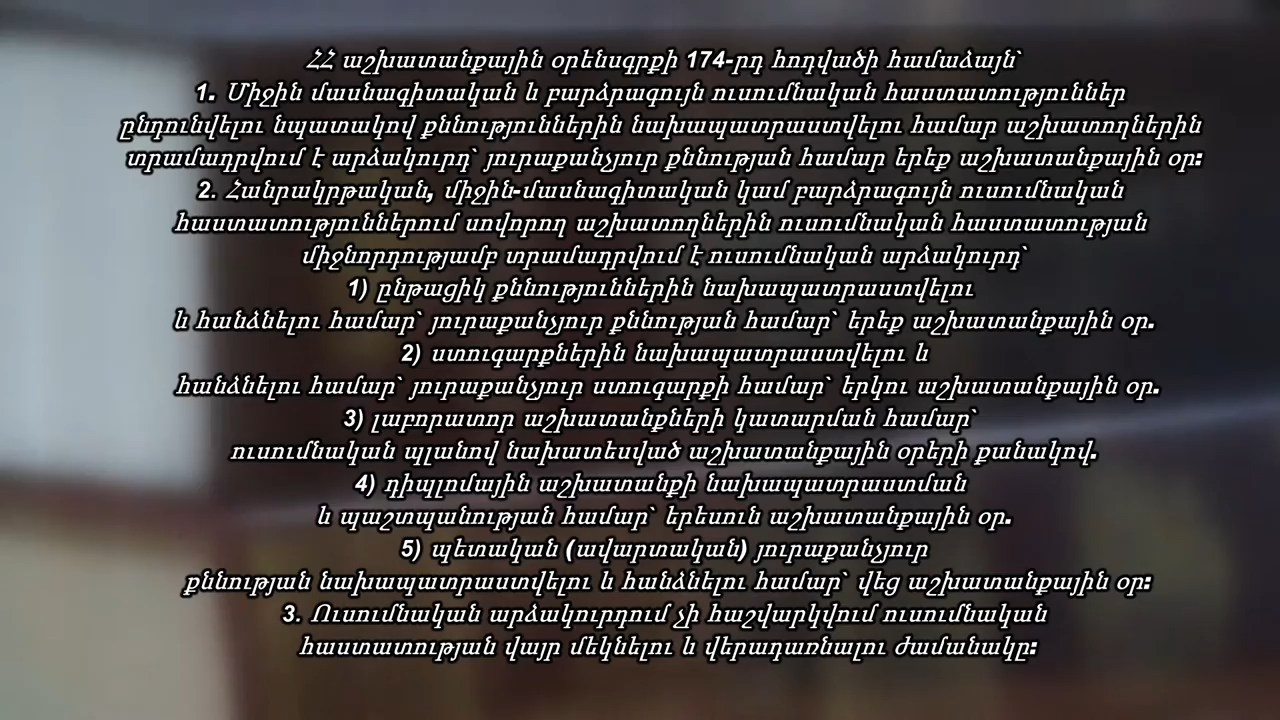 ՀՀ աշխատանքային օրենսգրքի 174-րդ հոդվածի համաձայն՝
1. Միջին մասնագիտական և բարձրագույն ուսումնական հաստատություններ
ընդունվելու նպատակով քննություններին նախապատրաստվելու համար աշխատողներին
տրամադրվում է արձակուրդ՝ յուրաքանչյուր քննության համար երեք աշխատանքային օր:
2. Հանրակրթական, միջին-մասնագիտական կամ բարձրագույն ուսումնական
հաստատություններում սովորող աշխատողներին ուսումնական հաստատության
միջնորդությամբ տրամադրվում է ուսումնական արձակուրդ՝
1) ընթացիկ քննություններին նախապատրաստվելու
և հանձնելու համար՝ յուրաքանչյուր քննության համար՝ երեք աշխատանքային օր.
2) ստուգարքներին նախապատրաստվելու և
հանձնելու համար՝ յուրաքանչյուր ստուգարքի համար՝ երկու աշխատանքային օր.
3) լաբորատոր աշխատանքների կատարման համար՝
ուսումնական պլանով նախատեսված աշխատանքային օրերի քանակով.
4) դիպլոմային աշխատանքի նախապատրաստման
և պաշտպանության համար՝ երեսուն աշխատանքային օր.
5) պետական (ավարտական) յուրաքանչյուր
քննության նախապատրաստվելու և հանձնելու համար՝ վեց աշխատանքային օր:
3. Ուսումնական արձակուրդում չի հաշվարկվում ուսումնական
հաստատության վայր մեկնելու և վերադառնալու ժամանակը: